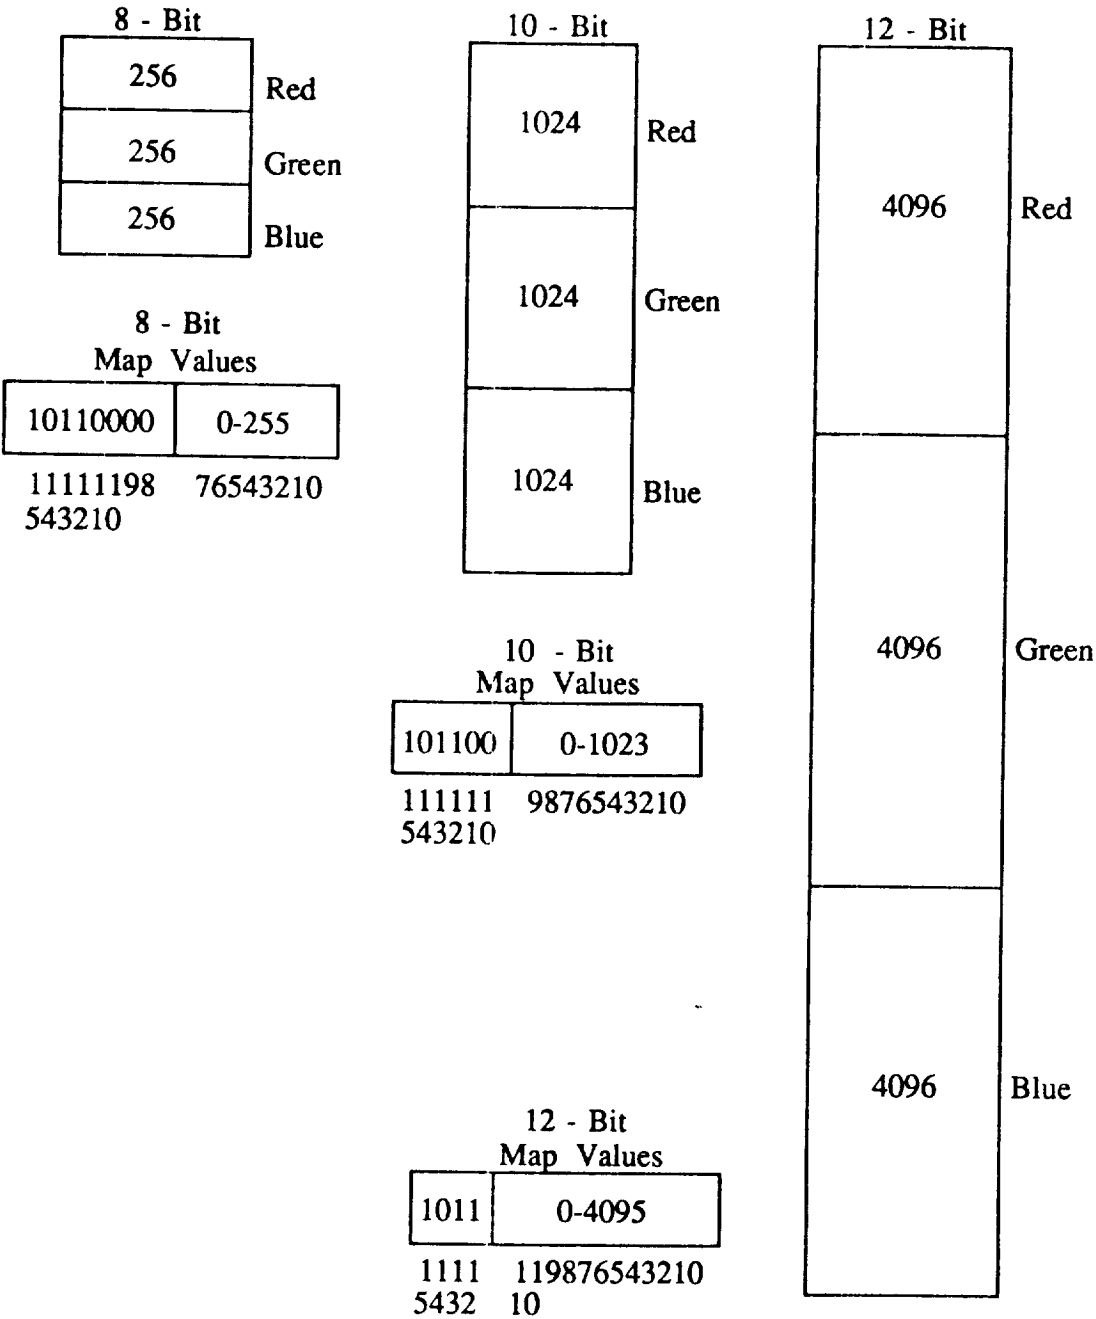 8 - Bit
256
Red
256
Green
256
Blue
8 - Bit
Map Values
10110000 0-255
11111198 76543210
543210
10 - Bit
1024
Red
1024
Green
1024
Blue
10 - Bit
Map Values
101100 0-1023
111111 9876543210
543210
12 - Bit
4096
Red
4096
Green
4096
Blue
12 - Bit
Map Values
1011 0-4095
1111 119876543210
5432 10